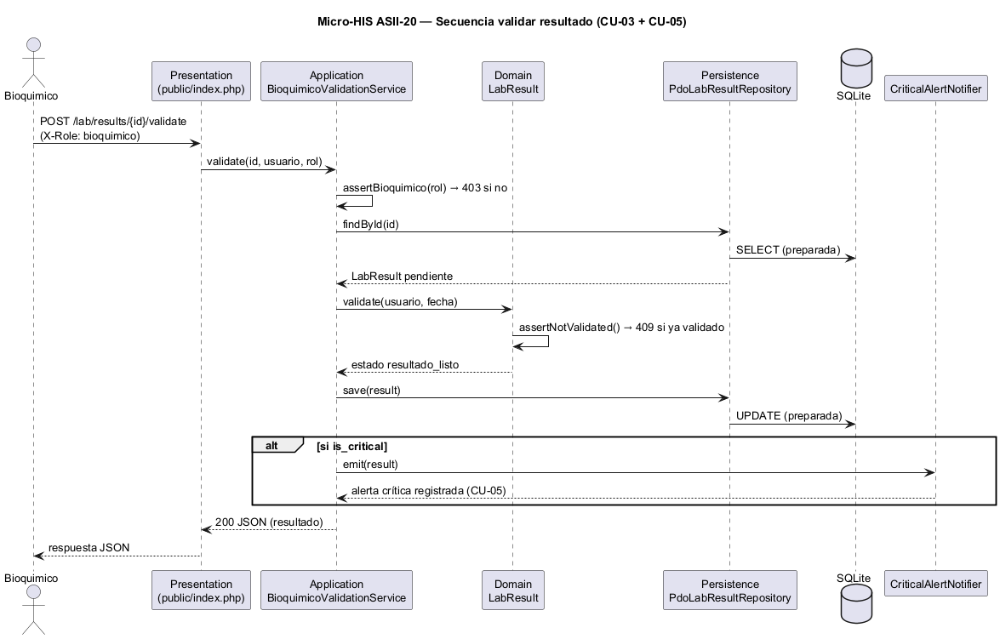 Micro-HIS ASII-20 — Secuencia validar resultado (CU-03 + CU-05)
Bioquimico
Presentation
(public/index.php)
Application
BioquimicoValidationService
Domain
LabResult
Persistence
PdoLabResultRepository
SQLite
CriticalAlertNotifier
POST /lab/results/{id}/validate
(X-Role: bioquimico)
validate(id, usuario, rol)
assertBioquimico(rol) → 403 si no
findById(id)
SELECT (preparada)
LabResult pendiente
validate(usuario, fecha)
assertNotValidated() → 409 si ya validado
estado resultado_listo
save(result)
UPDATE (preparada)
alt [si is_critical]
emit(result)
alerta crítica registrada (CU-05)
200 JSON (resultado)
respuesta JSON
Bioquimico
Presentation
(public/index.php)
Application
BioquimicoValidationService
Domain
LabResult
Persistence
PdoLabResultRepository
SQLite
CriticalAlertNotifier